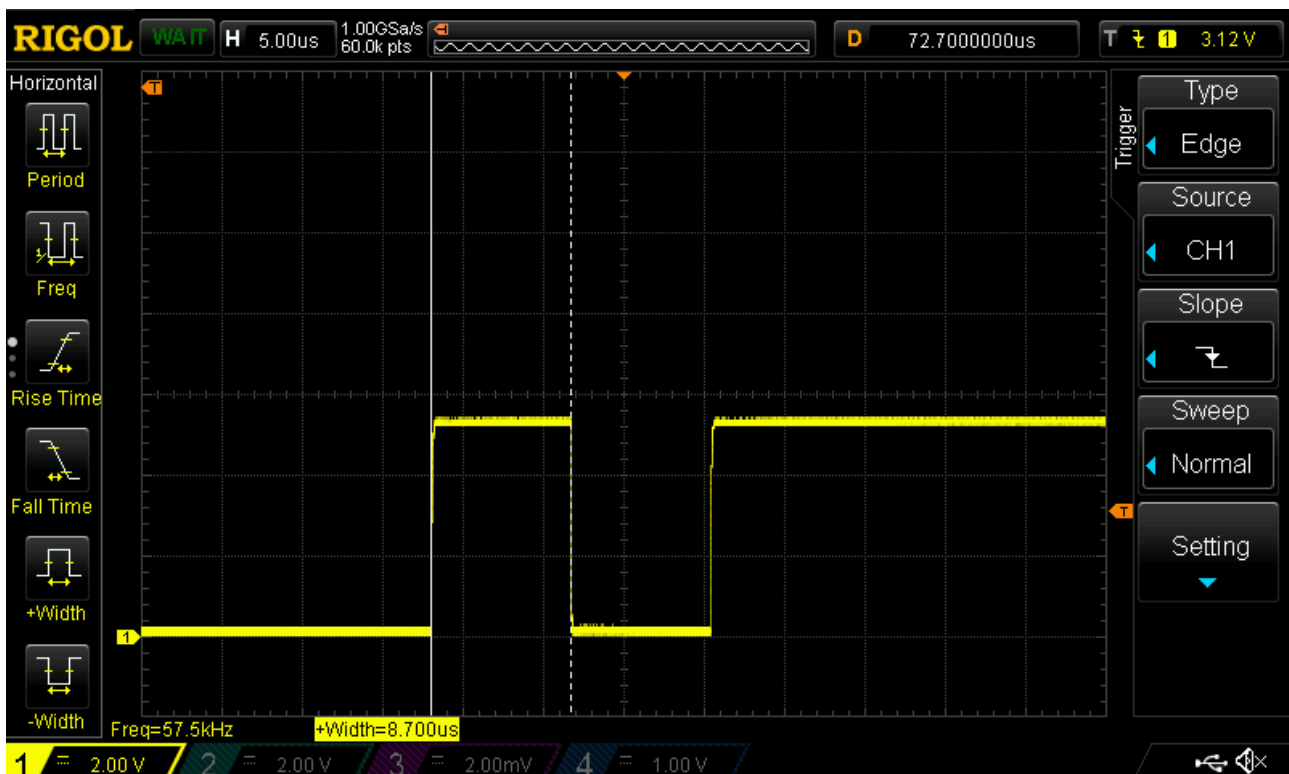 RIGOL WAIT H 5.00us 1.00GSa/s 60.0k pts D 72.7000000us T 1 3.12 V
Horizontal
Period
Freq
Rise Time
Fall Time
+Width
-Width
T
T
1
Freq=57.5kHz +Width=8.700us
Trigger
Type
Edge
Source
CH1
Slope
Sweep
Normal
Setting
1 2.00 V 2 2.00 V 3 2.00mV 4 1.00 V